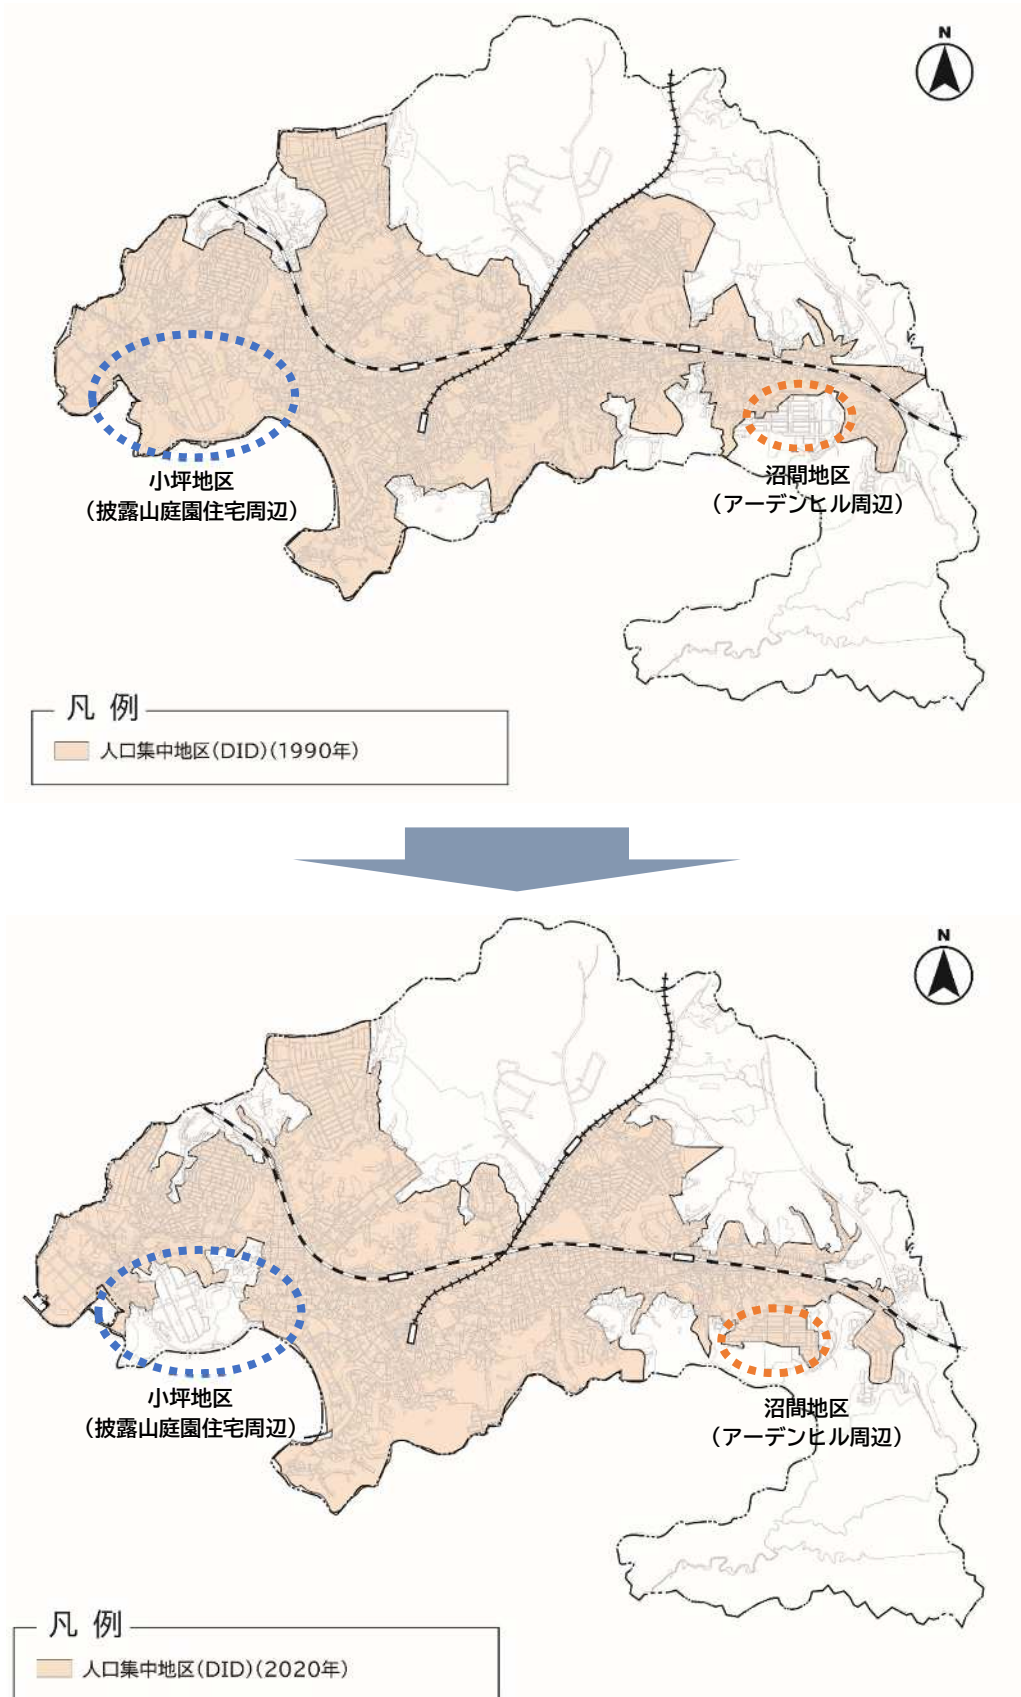 N
小坪地区
（披露山庭園住宅周辺）
沼間地区
（アーデンヒル周辺）
凡 例
人口集中地区(DID)(1990年)
N
小坪地区
（披露山庭園住宅周辺）
沼間地区
（アーデンヒル周辺）
凡 例
人口集中地区(DID)(2020年)